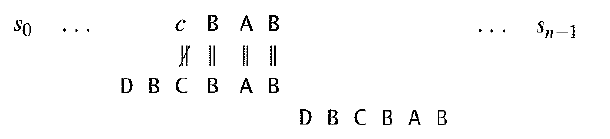 s₀ ... c B A B ... sₙ₋₁
∦ ∥ ∥ ∥
D B C B A B
D B C B A B